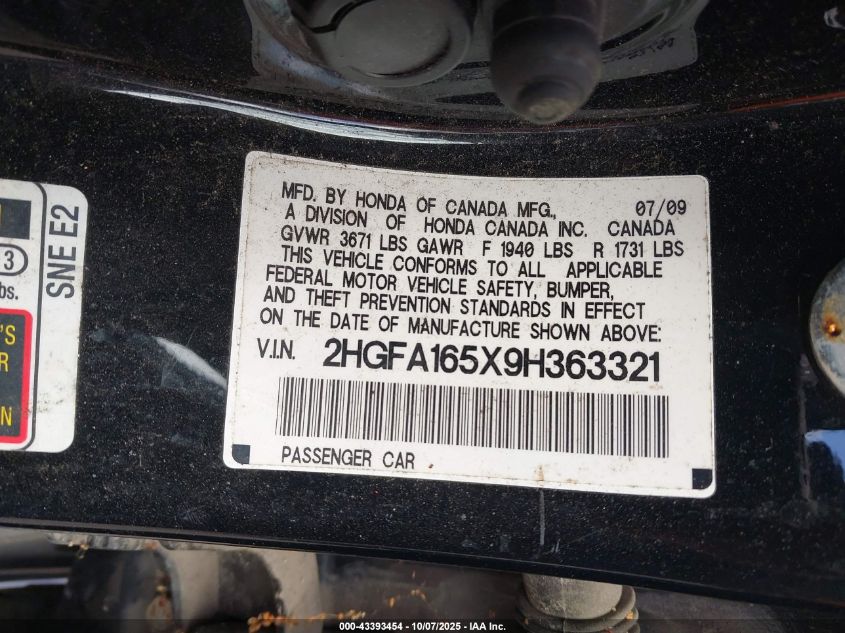 MFD. BY HONDA OF CANADA MFG., 07/09
A DIVISION OF HONDA CANADA INC. CANADA
GVWR 3671 LBS GAWR F 1940 LBS R 1731 LBS
THIS VEHICLE CONFORMS TO ALL APPLICABLE
FEDERAL MOTOR VEHICLE SAFETY, BUMPER,
AND THEFT PREVENTION STANDARDS IN EFFECT
ON THE DATE OF MANUFACTURE SHOWN ABOVE:
V.I.N. 2HGFA165X9H363321
PASSENGER CAR
SNE E2
3
bs.
'S
R
N
000-43393454 | 10/07/2025 - IAA Inc.